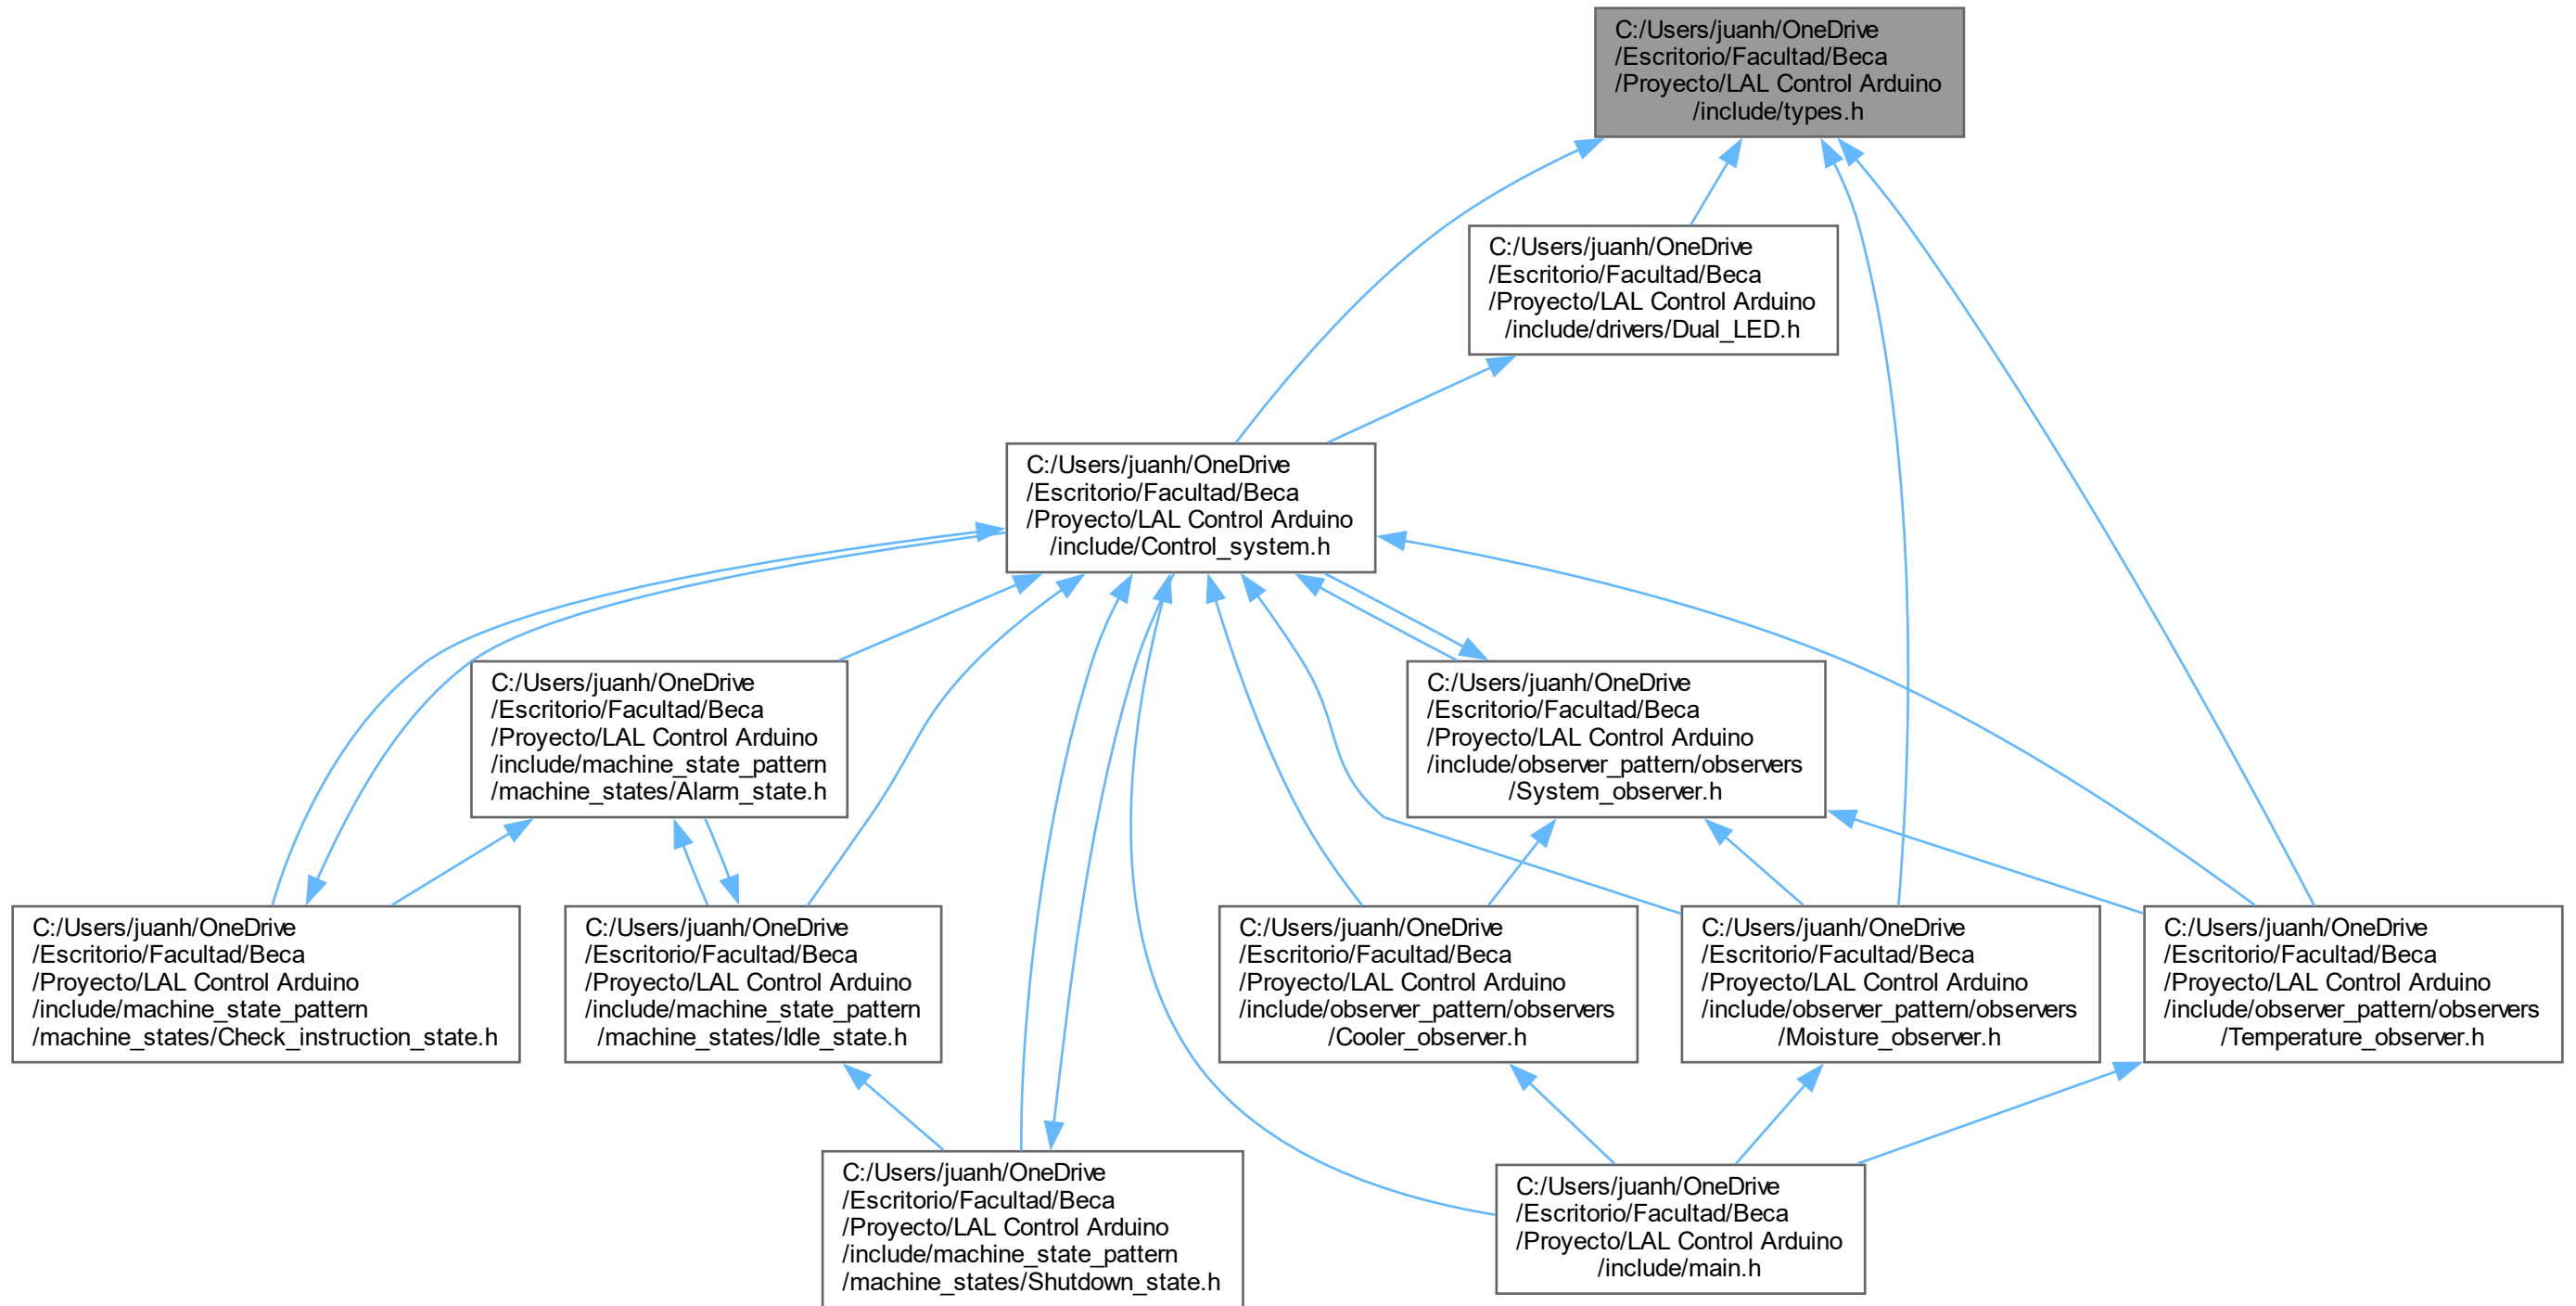 C:/Users/juanh/OneDrive
/Escritorio/Facultad/Beca
/Proyecto/LAL Control Arduino
/include/types.h
C:/Users/juanh/OneDrive
/Escritorio/Facultad/Beca
/Proyecto/LAL Control Arduino
/include/drivers/Dual_LED.h
C:/Users/juanh/OneDrive
/Escritorio/Facultad/Beca
/Proyecto/LAL Control Arduino
/include/Control_system.h
C:/Users/juanh/OneDrive
/Escritorio/Facultad/Beca
/Proyecto/LAL Control Arduino
/include/machine_state_pattern
/machine_states/Alarm_state.h
C:/Users/juanh/OneDrive
/Escritorio/Facultad/Beca
/Proyecto/LAL Control Arduino
/include/observer_pattern/observers
/System_observer.h
C:/Users/juanh/OneDrive
/Escritorio/Facultad/Beca
/Proyecto/LAL Control Arduino
/include/machine_state_pattern
/machine_states/Check_instruction_state.h
C:/Users/juanh/OneDrive
/Escritorio/Facultad/Beca
/Proyecto/LAL Control Arduino
/include/machine_state_pattern
/machine_states/Idle_state.h
C:/Users/juanh/OneDrive
/Escritorio/Facultad/Beca
/Proyecto/LAL Control Arduino
/include/observer_pattern/observers
/Cooler_observer.h
C:/Users/juanh/OneDrive
/Escritorio/Facultad/Beca
/Proyecto/LAL Control Arduino
/include/observer_pattern/observers
/Moisture_observer.h
C:/Users/juanh/OneDrive
/Escritorio/Facultad/Beca
/Proyecto/LAL Control Arduino
/include/observer_pattern/observers
/Temperature_observer.h
C:/Users/juanh/OneDrive
/Escritorio/Facultad/Beca
/Proyecto/LAL Control Arduino
/include/machine_state_pattern
/machine_states/Shutdown_state.h
C:/Users/juanh/OneDrive
/Escritorio/Facultad/Beca
/Proyecto/LAL Control Arduino
/include/main.h